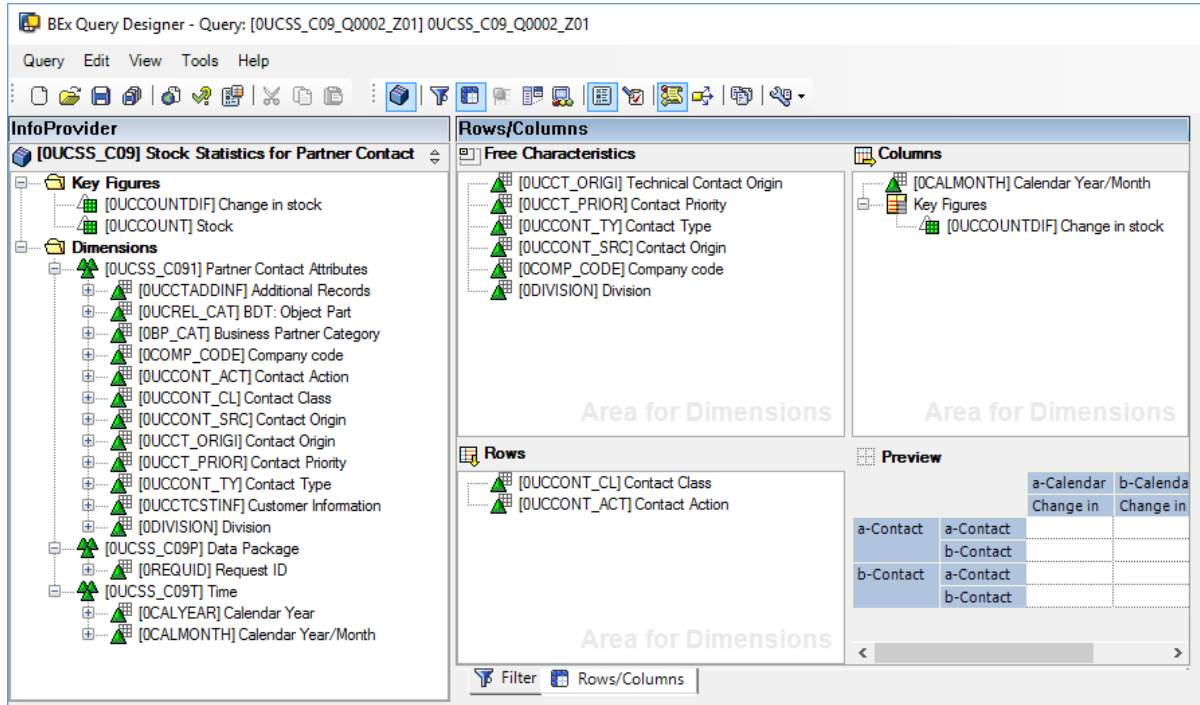 BEx Query Designer - Query: [0UCSS_C09_Q0002_Z01] 0UCSS_C09_Q0002_Z01
Query Edit View Tools Help
InfoProvider
[0UCSS_C09] Stock Statistics for Partner Contact
Key Figures
[0UCCOUNTDIF] Change in stock
[0UCCOUNT] Stock
Dimensions
[0UCSS_C091] Partner Contact Attributes
[0UCCTADDINF] Additional Records
[0UCREL_CAT] BDT: Object Part
[0BP_CAT] Business Partner Category
[0COMP_CODE] Company code
[0UCCONT_ACT] Contact Action
[0UCCONT_CL] Contact Class
[0UCCONT_SRC] Contact Origin
[0UCCT_ORIGI] Contact Origin
[0UCCT_PRIOR] Contact Priority
[0UCCONT_TY] Contact Type
[0UCCTCSTINF] Customer Information
[0DIVISION] Division
[0UCSS_C09P] Data Package
[0REQUID] Request ID
[0UCSS_C09T] Time
[0CALYEAR] Calendar Year
[0CALMONTH] Calendar Year/Month
Rows/Columns
Free Characteristics
[0UCCT_ORIGI] Technical Contact Origin
[0UCCT_PRIOR] Contact Priority
[0UCCONT_TY] Contact Type
[0UCCONT_SRC] Contact Origin
[0COMP_CODE] Company code
[0DIVISION] Division
Area for Dimensions
Columns
[0CALMONTH] Calendar Year/Month
Key Figures
[0UCCOUNTDIF] Change in stock
Area for Dimensions
Rows
[0UCCONT_CL] Contact Class
[0UCCONT_ACT] Contact Action
Area for Dimensions
Preview
a-Calendar b-Calenda
Change in Change in
a-Contact a-Contact
b-Contact
b-Contact a-Contact
b-Contact
Filter Rows/Columns